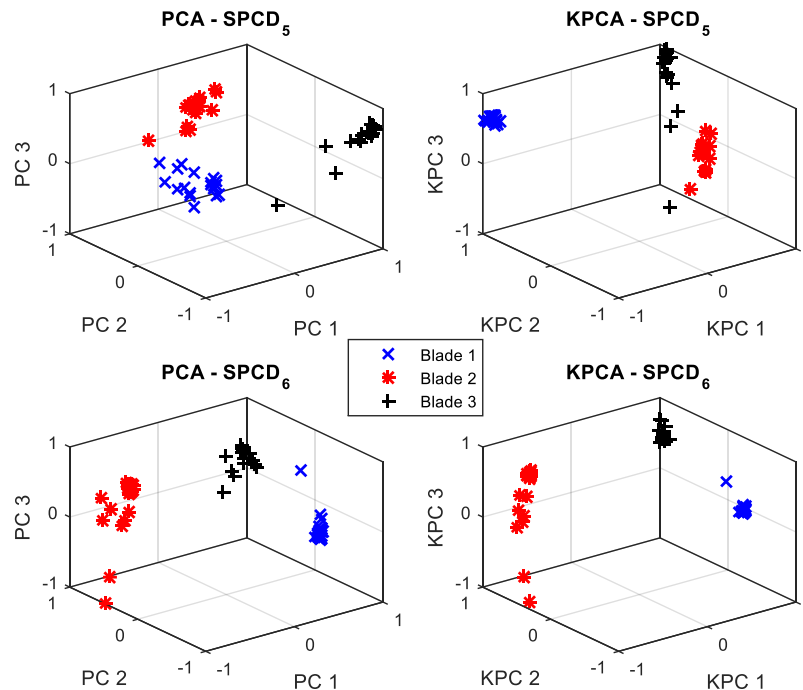 PCA - SPCD5
1
0
-1
PC 3
1
0
-1
PC 2
-1
0
1
PC 1
KPCA - SPCD5
1
0
-1
KPC 3
1
0
-1
KPC 2
-1
0
KPC 1
Blade 1
Blade 2
Blade 3
PCA - SPCD6
1
0
-1
PC 3
1
0
-1
PC 2
-1
0
1
PC 1
KPCA - SPCD6
1
0
-1
KPC 3
1
0
-1
KPC 2
-1
0
1
KPC 1